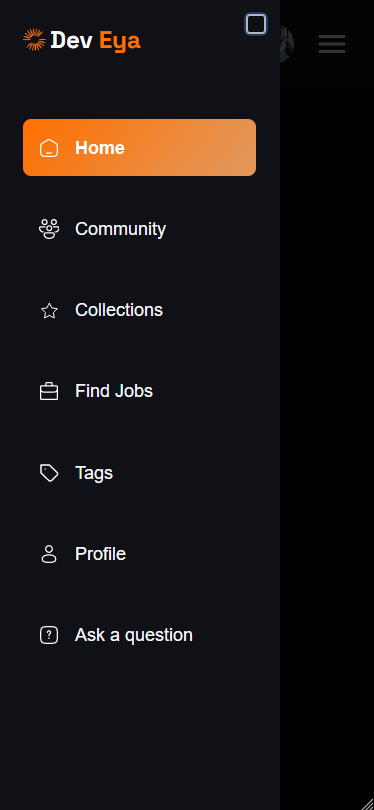 Dev Eya
Home
Community
Collections
Find Jobs
Tags
Profile
Ask a question